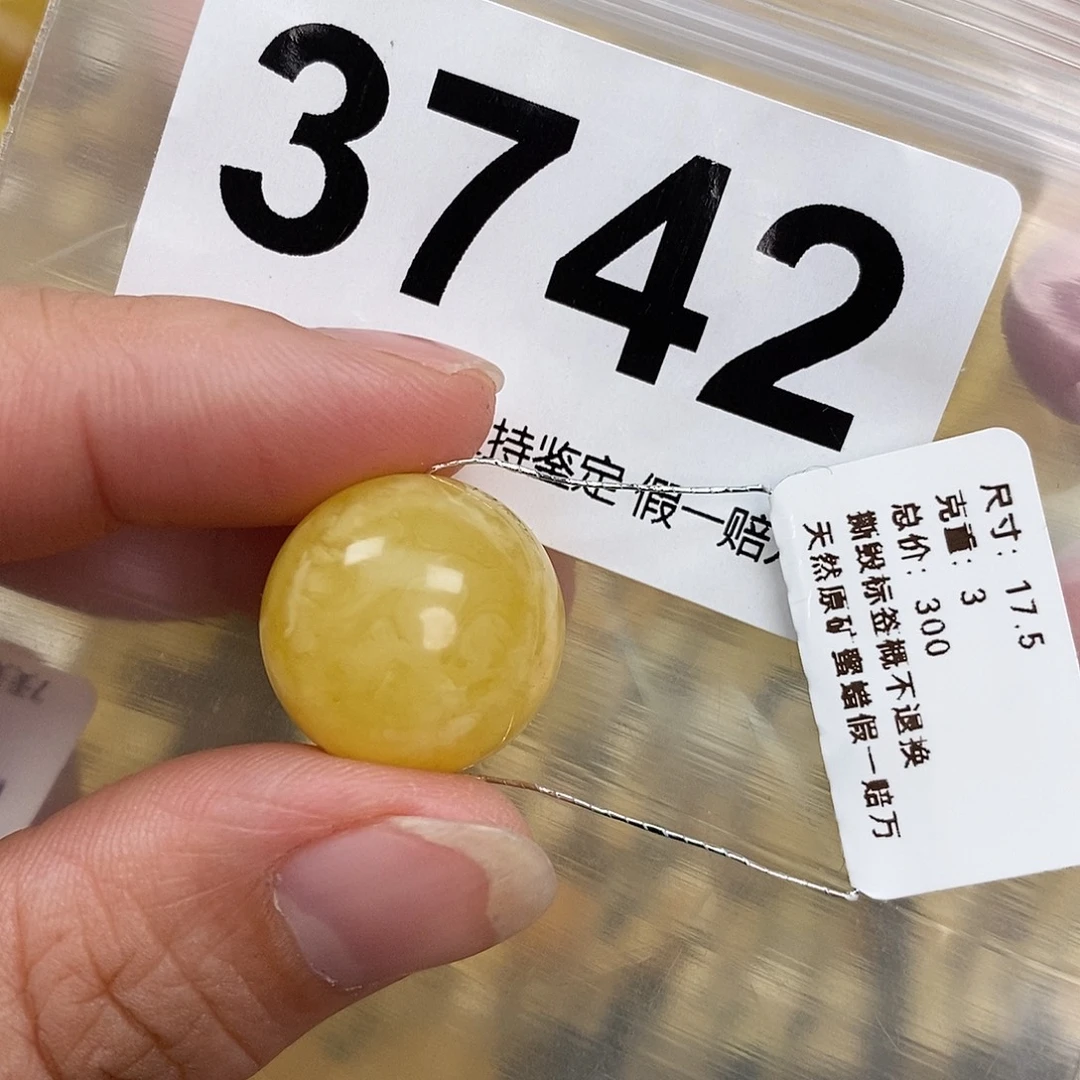 3742
持鉴定 假一赔
尺寸: 17.5
克重: 3
总价: 300
撕毁标签概不退换
天然原矿蜜蜡假一赔万